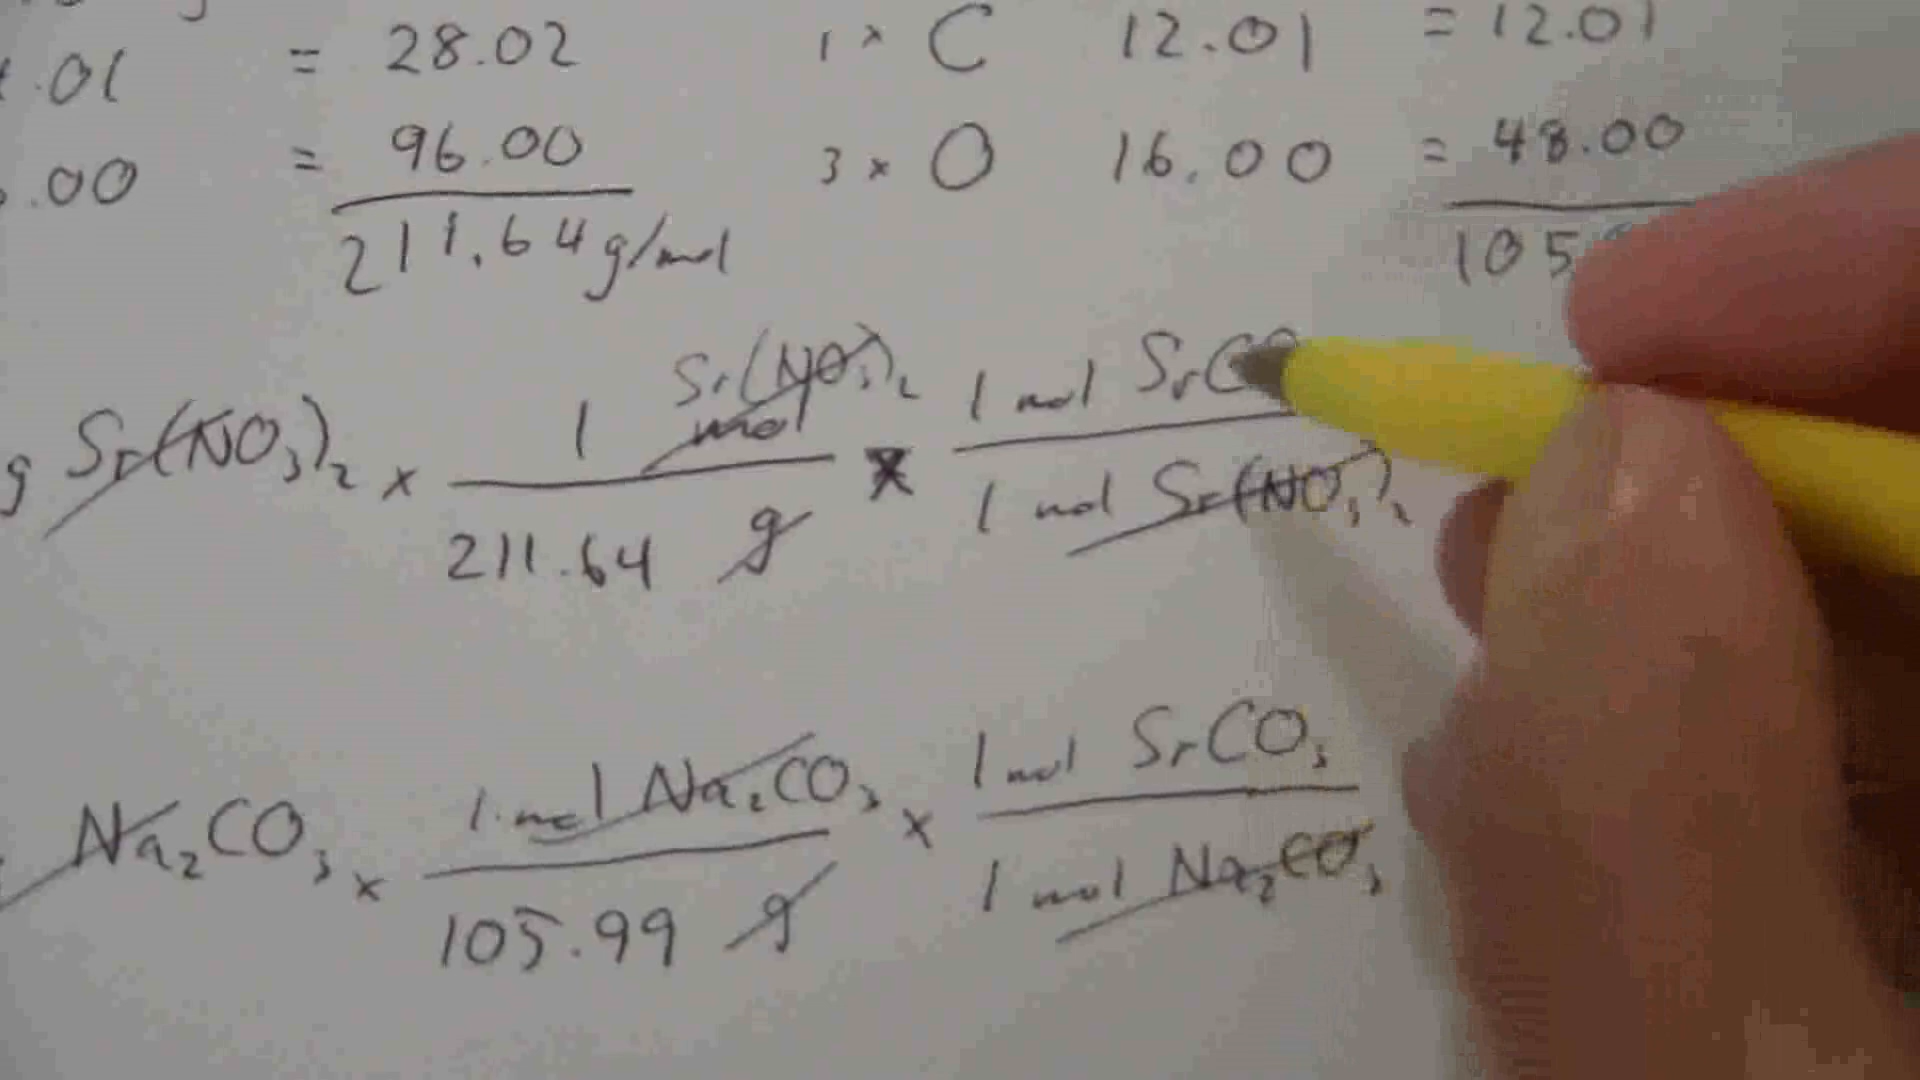 .01 = 28.02 1 × C 12.01 = 12.01
.00 = 96.00 3 × O 16.00 = 48.00
211.64 g/mol 105
g Sr(NO₃)₂ × 1 mol Sr(NO₃)₂ × 1 mol SrCO
211.64 g 1 mol Sr(NO₃)₂
Na₂CO₃ × 1 mol Na₂CO₃ × 1 mol SrCO₃
105.99 g 1 mol Na₂CO₃